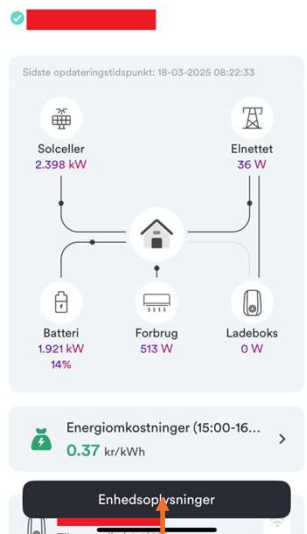 Sidste opdateringstidspunkt: 18-03-2025 08:22:33
Solceller
2.398 kW
Elnettet
36 W
Batteri
1.921 kW
14%
Forbrug
513 W
Ladeboks
0 W
Energiomkostninger (15:00-16...
0.37 kr/kWh
Enhedsoplysninger